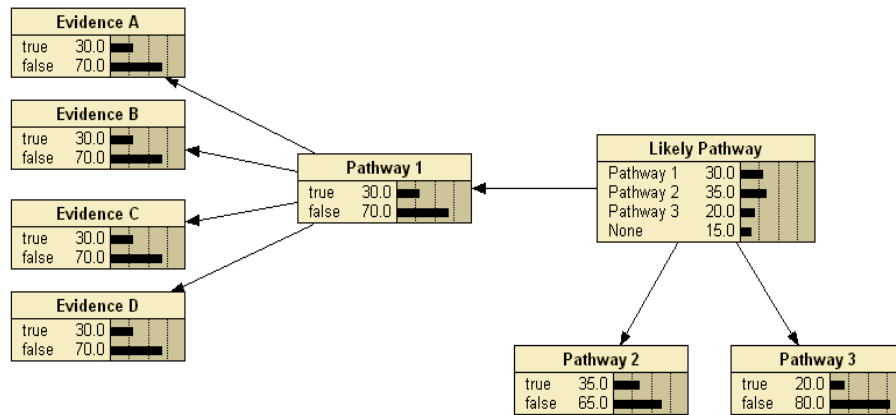 Evidence A
true 30.0
false 70.0
Evidence B
true 30.0
false 70.0
Evidence C
true 30.0
false 70.0
Evidence D
true 30.0
false 70.0
Pathway 1
true 30.0
false 70.0
Likely Pathway
Pathway 1 30.0
Pathway 2 35.0
Pathway 3 20.0
None 15.0
Pathway 2
true 35.0
false 65.0
Pathway 3
true 20.0
false 80.0